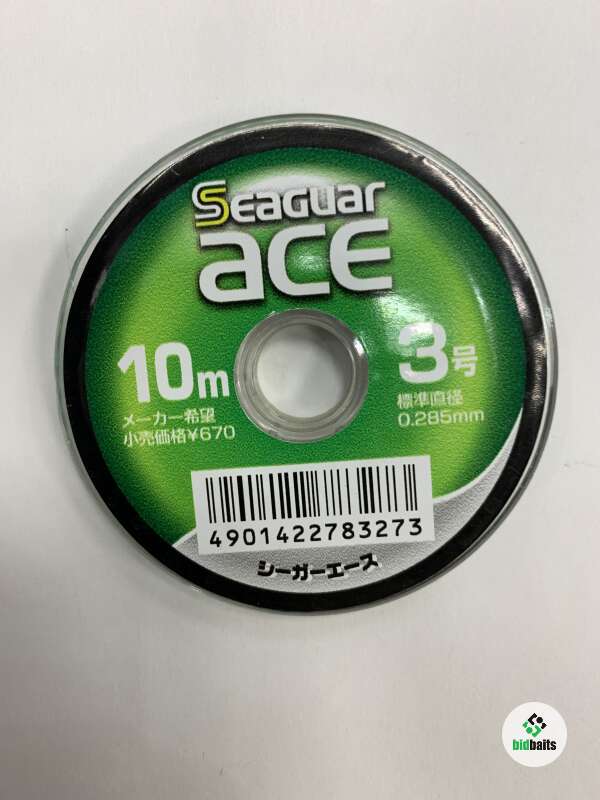 Seaguar
ace
10m
メーカー希望
小売価格¥670
3号
標準直径
0.285mm
4901422783273
シーガーエース
bidbaits